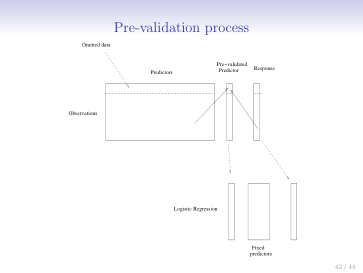 Pre-validation process
Omitted data
Predictors
Pre−validated
Predictor
Response
Observations
Logistic Regression
Fixed
predictors
42 / 44